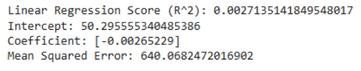 Linear Regression Score (R^2): 0.0027135141849548017
Intercept: 50.295555340485386
Coefficient: [-0.00265229]
Mean Squared Error: 640.0682472016902